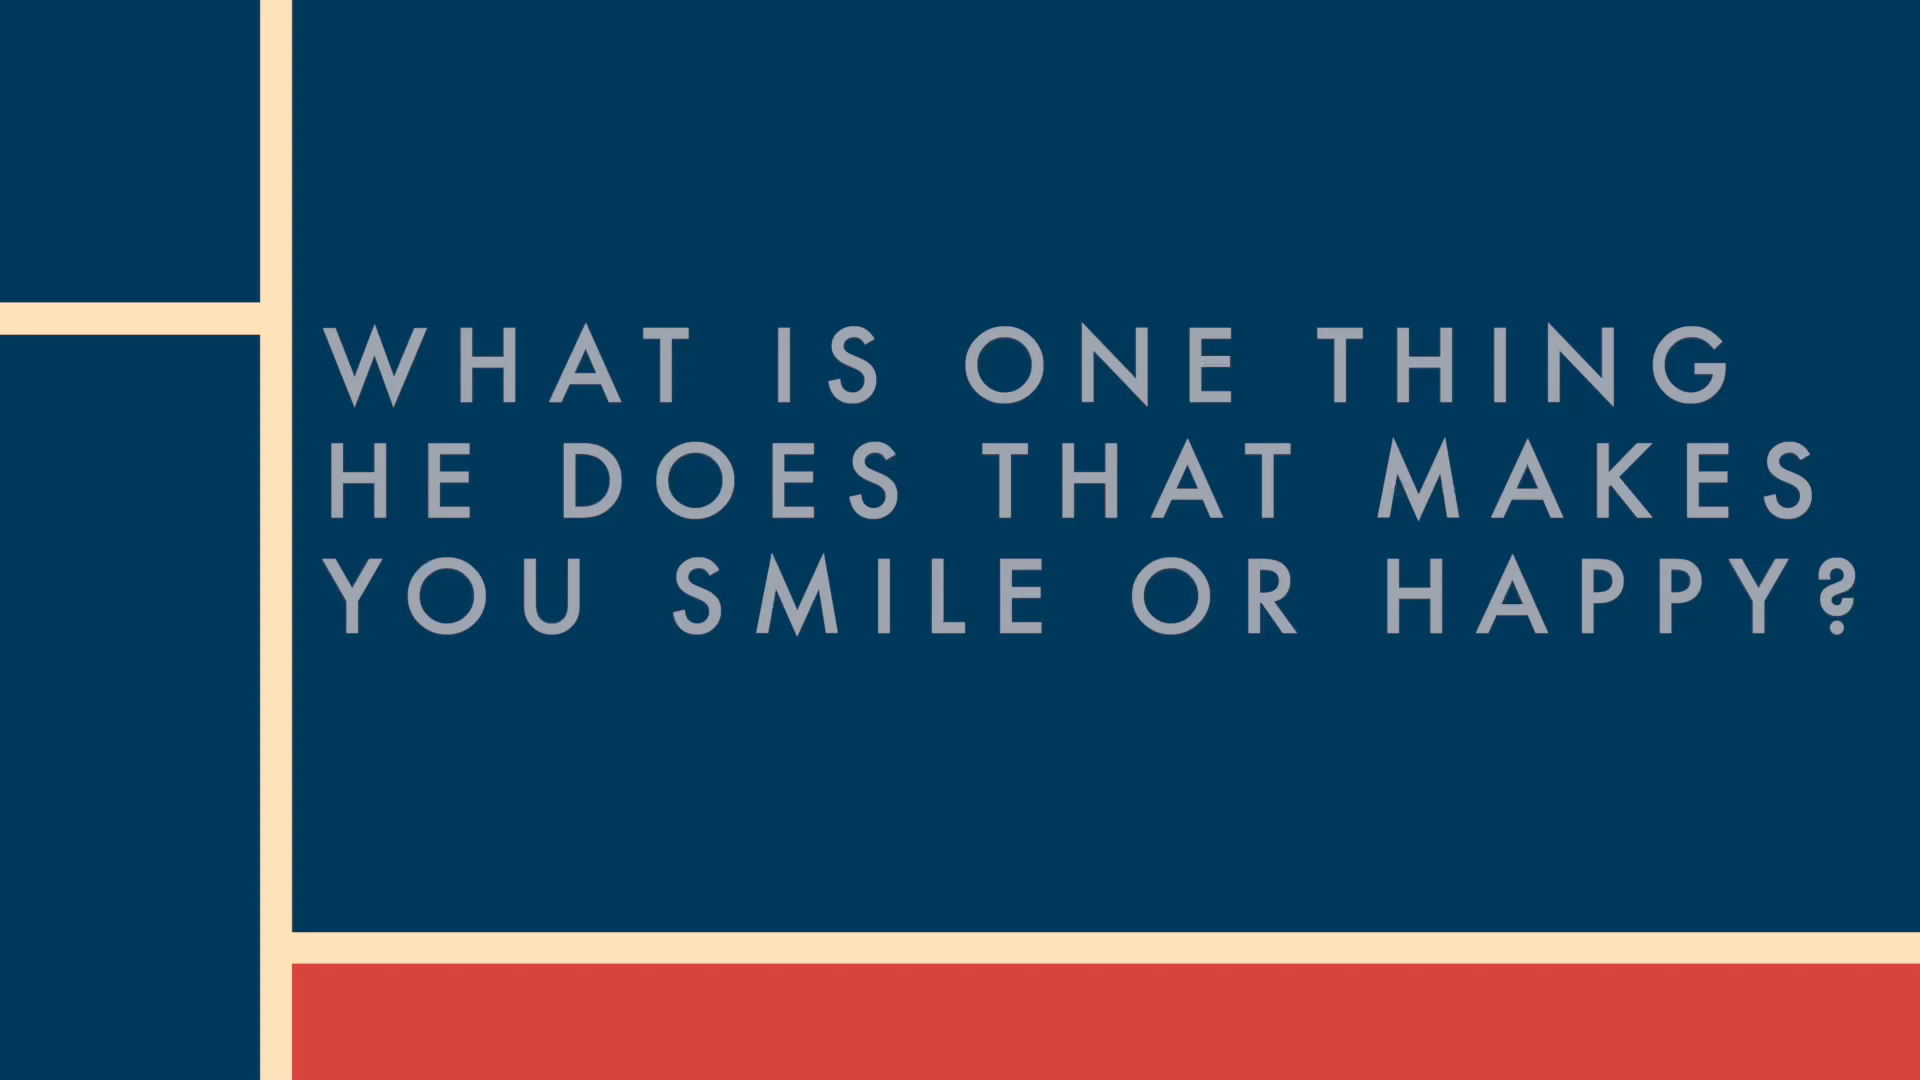 WHAT IS ONE THING
HE DOES THAT MAKES
YOU SMILE OR HAPPY?